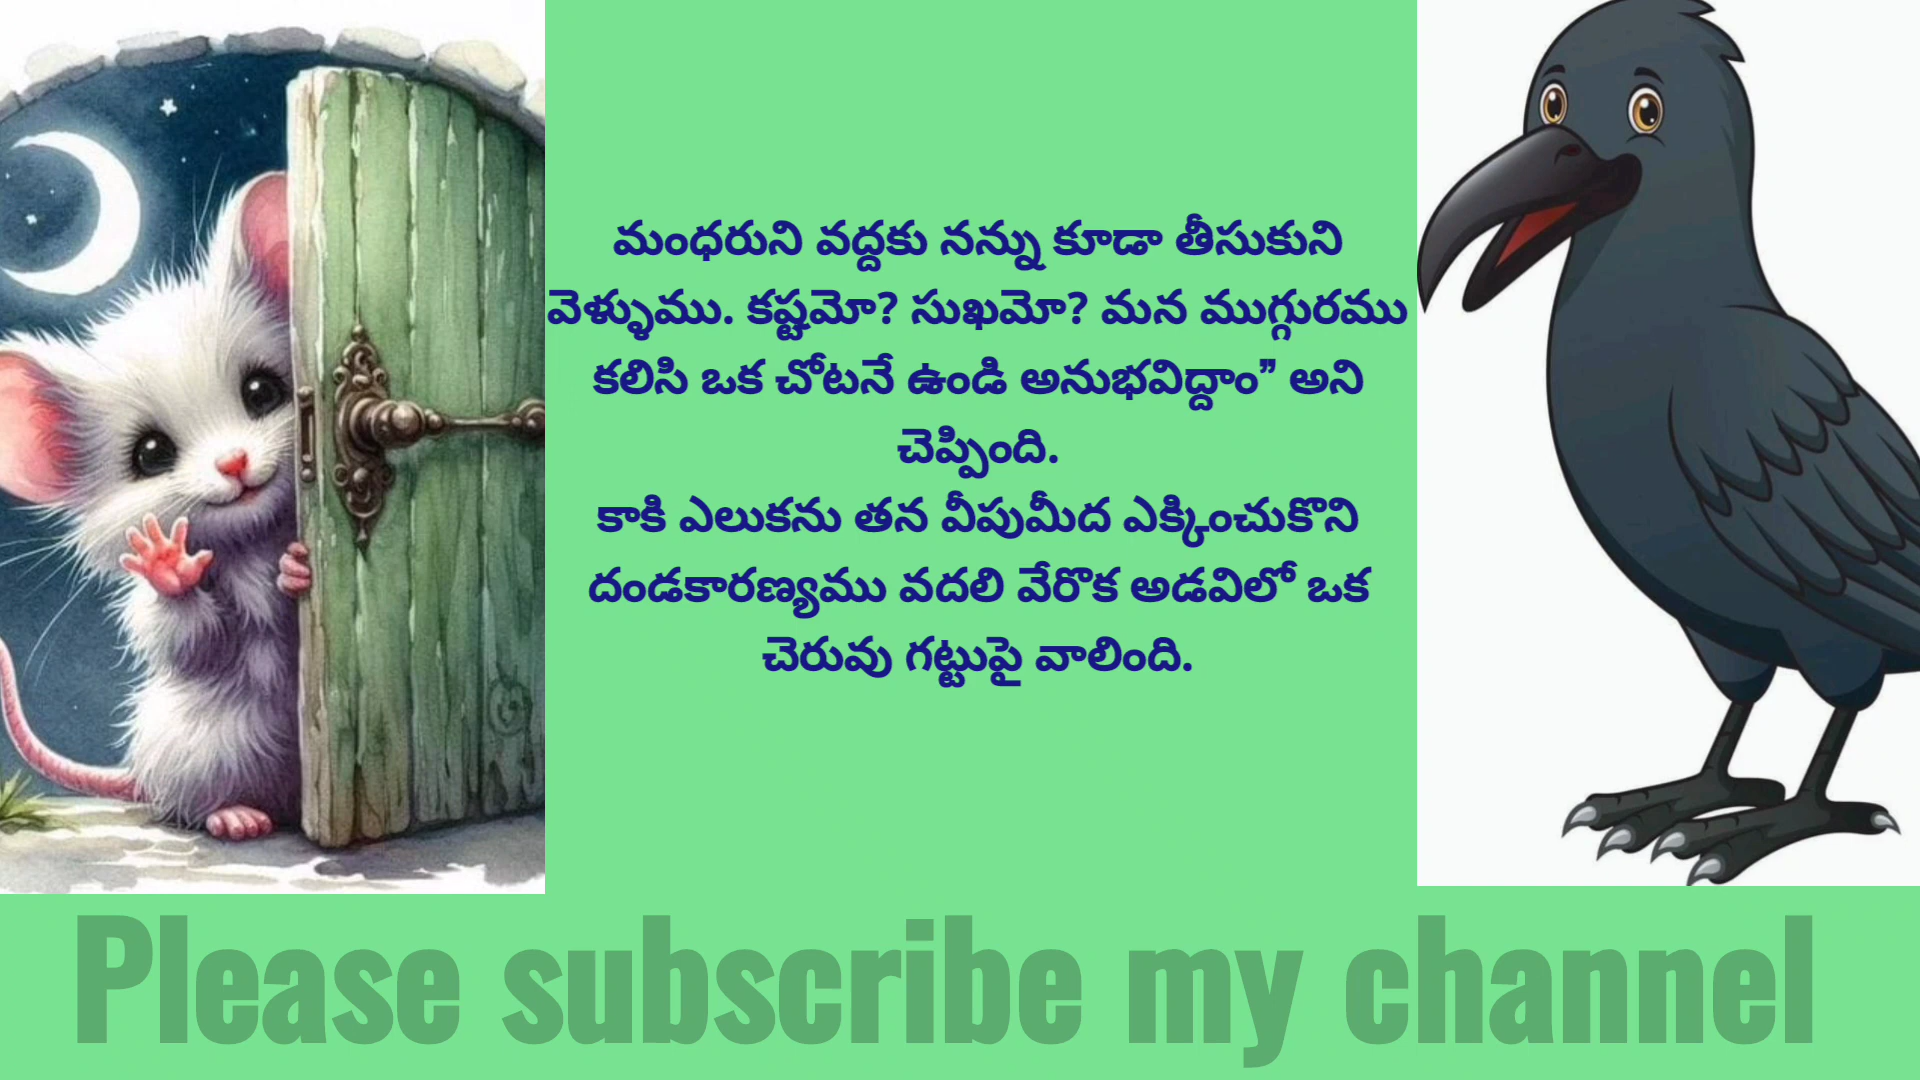 మంధరుని వద్దకు నన్ను కూడా తీసుకుని
వెళ్ళుము. కష్టమో? సుఖమో? మన ముగ్గురము
కలిసి ఒక చోటనే ఉండి అనుభవిద్దాం” అని
చెప్పింది.
కాకి ఎలుకను తన వీపుమీద ఎక్కించుకొని
దండకారణ్యము వదలి వేరొక అడవిలో ఒక
చెరువు గట్టుపై వాలింది.
Please subscribe my channel